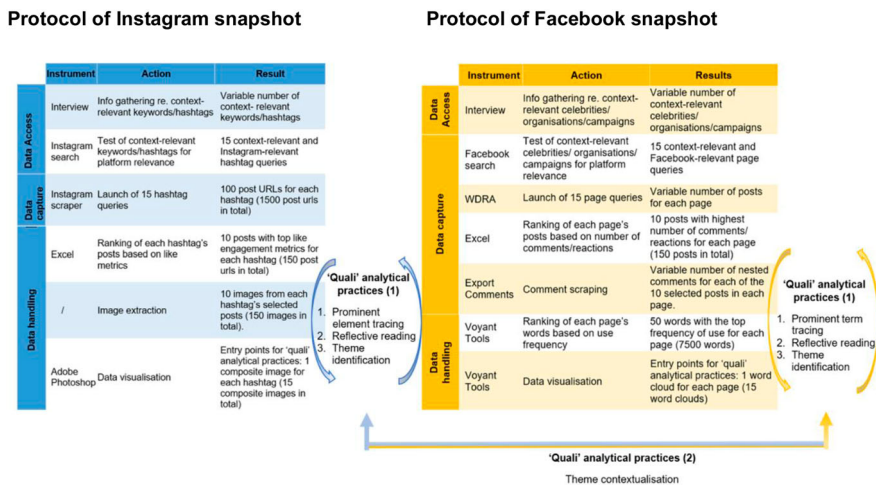 Protocol of Instagram snapshot
Instrument Action Result
Data Access
Interview
Info gathering re. context-
relevant keywords/hashtags
Variable number of
context- relevant
keywords/hashtags
Instagram
search
Test of context-relevant
keywords/hashtags for
platform relevance
15 context-relevant and
Instagram-relevant
hashtag queries
Data
capture
Instagram
scraper
Launch of 15 hashtag
queries
100 post URLs for each
hashtag (1500 post urls
in total)
Data handling
Excel
Ranking of each hashtag's
posts based on like
metrics
10 posts with top like
engagement metrics for
each hashtag (150 post
urls in total)
/
Image extraction
10 images from each
hashtag's selected
posts (150 images in
total).
Adobe
Photoshop
Data visualisation
Entry points for 'quali'
analytical practices: 1
composite image for
each hashtag (15
composite images in
total)
'Quali' analytical
practices (1)
1. Prominent
element tracing
2. Reflective reading
3. Theme
identification
Protocol of Facebook snapshot
Instrument Action Results
Data
Access
Interview
Info gathering re. context-
relevant celebrities/
organisations/campaigns
Variable number of
context-relevant
celebrities/
organisations/campaigns
Data capture
Facebook
search
Test of context-relevant
celebrities/ organisations/
campaigns for platform
relevance
15 context-relevant and
Facebook-relevant page
queries
WDRA
Launch of 15 page queries
Variable number of posts
for each page
Excel
Ranking of each page's
posts based on number of
comments/reactions
10 posts with highest
number of comments/
reactions for each page
(150 posts in total)
Export
Comments
Comment scraping
Variable number of nested
comments for each of the
10 selected posts in each
page.
Data
handling
Voyant
Tools
Ranking of each page's
words based on use
frequency
50 words with the top
frequency of use for each
page (7500 words)
Voyant
Tools
Data visualisation
Entry points for 'quali'
analytical practices: 1 word
cloud for each page (15
word clouds)
'Quali' analytical
practices (1)
1. Prominent term
tracing
2. Reflective reading
3. Theme
identification
'Quali' analytical practices (2)
Theme contextualisation